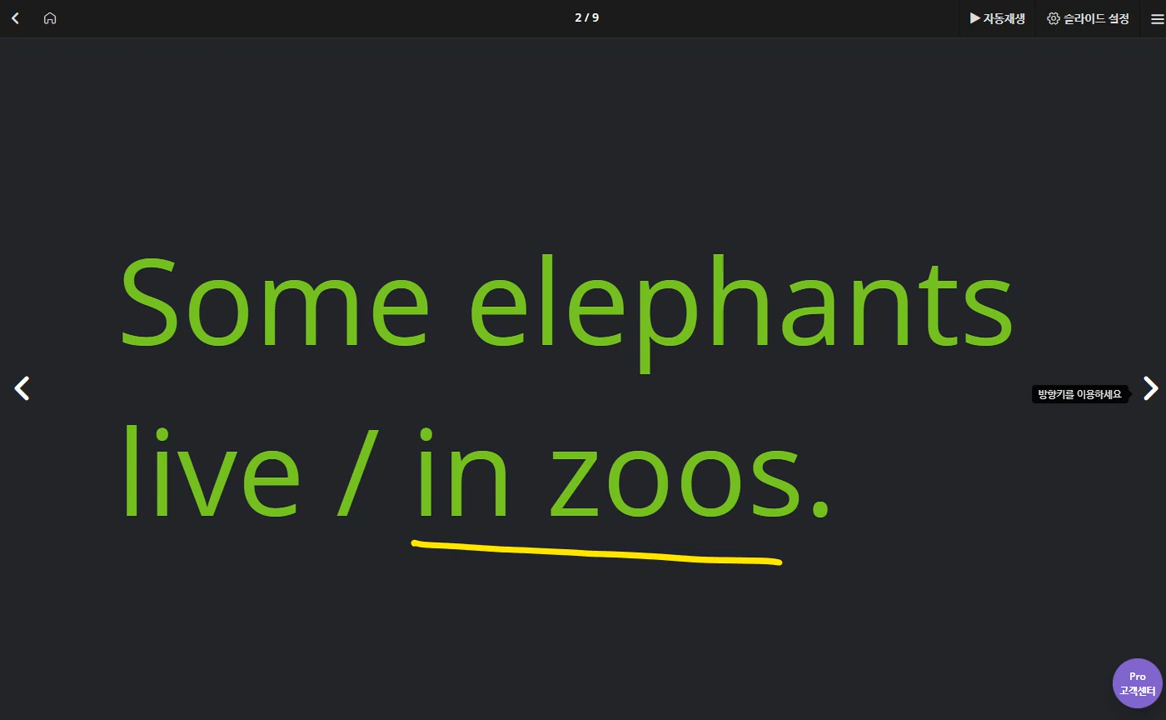 2 / 9
자동재생
슬라이드 설정
Some elephants
live / in zoos.
방향키를 이용하세요
Pro
고객센터